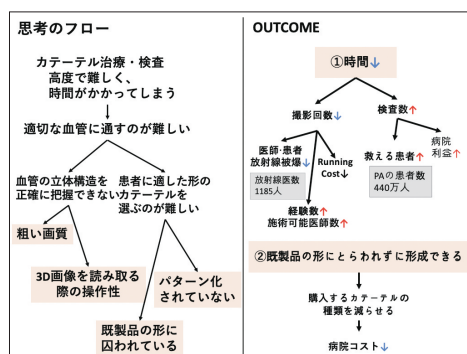 思考のフロー
カテーテル治療・検査
高度で難しく、
時間がかかってしまう
適切な血管に通すのが難しい
血管の立体構造を
正確に把握できない
患者に適した形の
カテーテルを
選ぶのが難しい
粗い画質
3D画像を読み取る
際の操作性
パターン化
されていない
既製品の形に
囚われている
OUTCOME
①時間↓
撮影回数↓
検査数↑
医師・患者
放射線被爆↓
放射線医数
1185人
Running
Cost↓
経験数↑
施術可能医師数↑
救える患者↑
PAの患者数
440万人
病院
利益↑
②既製品の形にとらわれずに形成できる
購入するカテーテルの
種類を減らせる
病院コスト↓